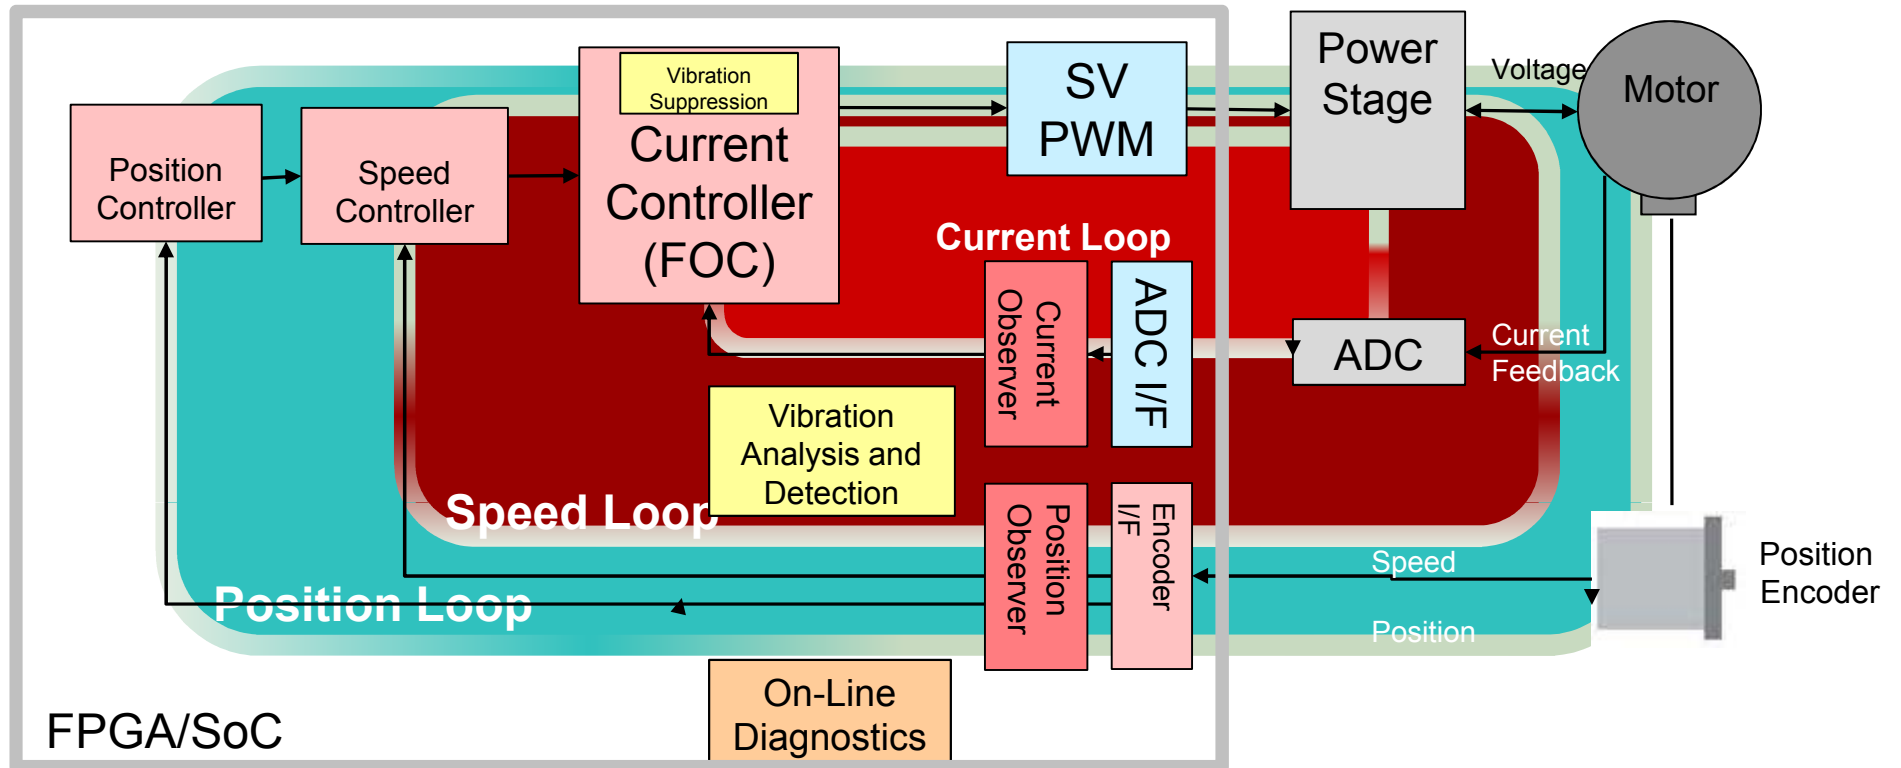 Position
Controller
Speed
Controller
Vibration
Suppression
Current
Controller
(FOC)
SV
PWM
Power
Stage
Voltage
Motor
Current Loop
Current
Observer
ADC I/F
ADC
Current
Feedback
Vibration
Analysis and
Detection
Speed Loop
Position
Observer
Encoder
I/F
Speed
Position
Position
Encoder
Position Loop
On-Line
Diagnostics
FPGA/SoC